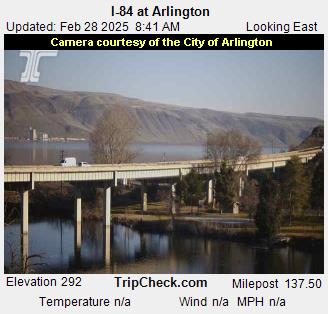 I-84 at Arlington
Updated: Feb 28 2025 8:41 AM Looking East
Camera courtesy of the City of Arlington
Elevation 292 TripCheck.com Milepost 137.50
Temperature n/a Wind n/a MPH n/a